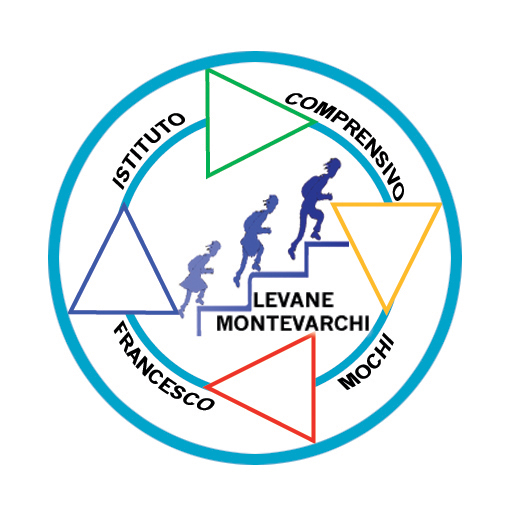 ISTITUTO
COMPRENSIVO
FRANCESCO
MOCHI
LEVANE
MONTEVARCHI